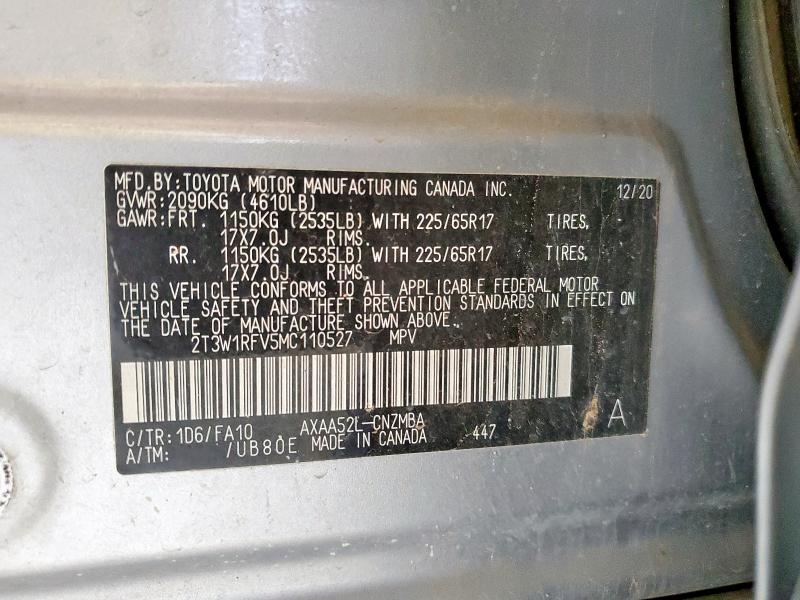 MFD.BY:TOYOTA MOTOR MANUFACTURING CANADA INC. 12/20
GVWR:2090KG (4610LB)
GAWR:FRT. 1150KG (2535LB) WITH 225/65R17 TIRES,
17X7.0J RIMS.
RR. 1150KG (2535LB) WITH 225/65R17 TIRES,
17X7.0J RIMS.
THIS VEHICLE CONFORMS TO ALL APPLICABLE FEDERAL MOTOR
VEHICLE SAFETY AND THEFT PREVENTION STANDARDS IN EFFECT ON
THE DATE OF MANUFACTURE SHOWN ABOVE.
2T3W1RFV5MC110527 MPV
C/TR:1D6/FA10 AXAA52L-CNZMBA A
A/TM: /UB80E MADE IN CANADA 447